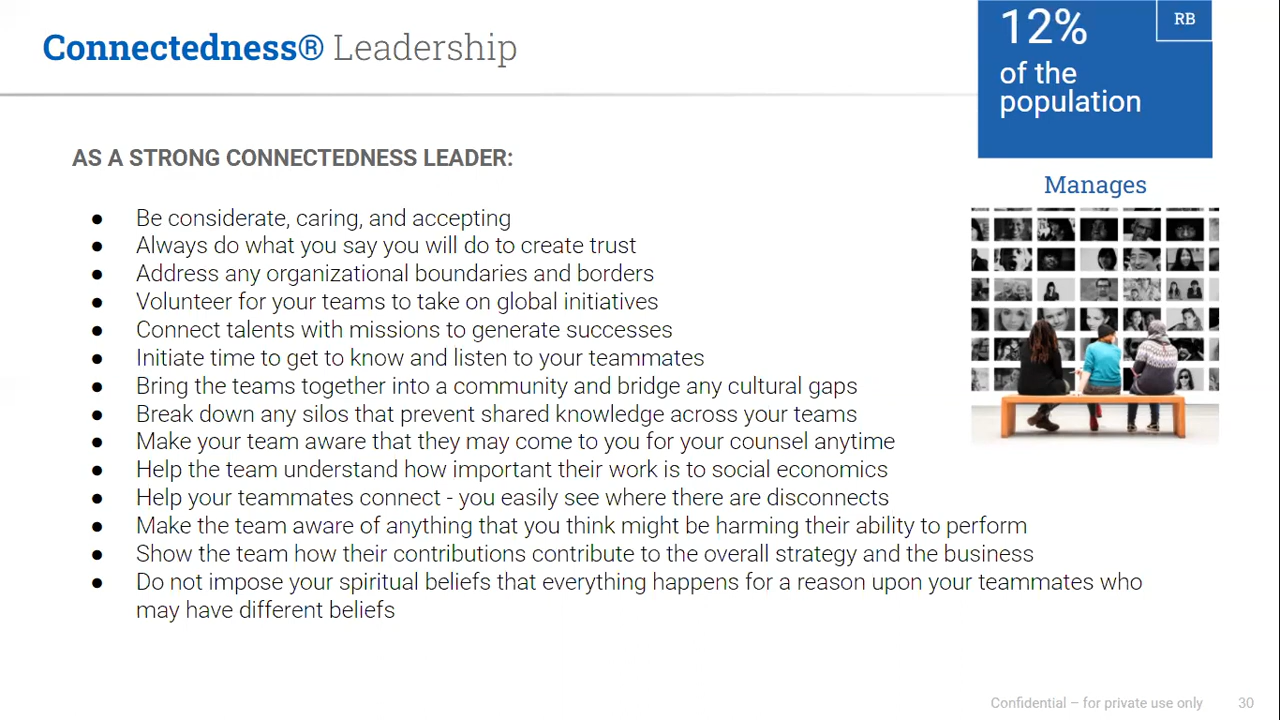 Connectedness® Leadership
12%
RB
of the
population
Manages
AS A STRONG CONNECTEDNESS LEADER:
● Be considerate, caring, and accepting
● Always do what you say you will do to create trust
● Address any organizational boundaries and borders
● Volunteer for your teams to take on global initiatives
● Connect talents with missions to generate successes
● Initiate time to get to know and listen to your teammates
● Bring the teams together into a community and bridge any cultural gaps
● Break down any silos that prevent shared knowledge across your teams
● Make your team aware that they may come to you for your counsel anytime
● Help the team understand how important their work is to social economics
● Help your teammates connect - you easily see where there are disconnects
● Make the team aware of anything that you think might be harming their ability to perform
● Show the team how their contributions contribute to the overall strategy and the business
● Do not impose your spiritual beliefs that everything happens for a reason upon your teammates who
may have different beliefs
Confidential – for private use only
30